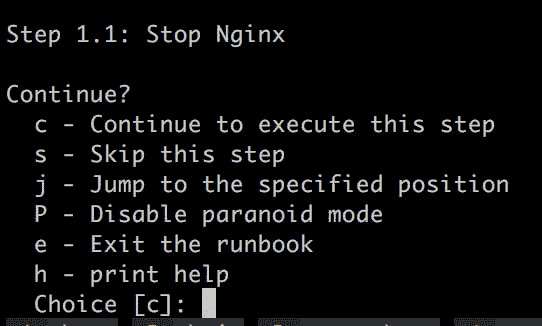 Step 1.1: Stop Nginx
Continue?
c - Continue to execute this step
s - Skip this step
j - Jump to the specified position
P - Disable paranoid mode
e - Exit the runbook
h - print help
Choice [c]: